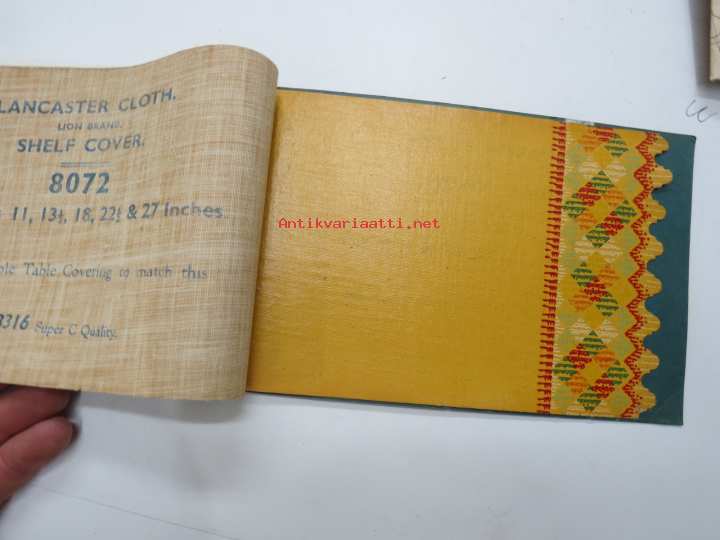 LANCASTER CLOTH.
LION BRAND.
SHELF COVER.
8072
11, 13½, 18, 22½ & 27 Inches.
Table Covering to match this
Super C Quality.
Antikvariaatti.net